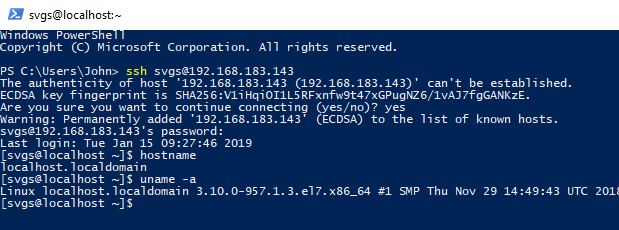 svgs@localhost:~
Windows PowerShell
Copyright (C) Microsoft Corporation. All rights reserved.
PS C:\Users\John> ssh svgs@192.168.183.143
The authenticity of host '192.168.183.143 (192.168.183.143)' can't be established.
ECDSA key fingerprint is SHA256:V1iHqiOI1L5RFxnfw9t47xGPugNZ6/1vAJ7fgGANKzE.
Are you sure you want to continue connecting (yes/no)? yes
Warning: Permanently added '192.168.183.143' (ECDSA) to the list of known hosts.
svgs@192.168.183.143's password:
Last login: Tue Jan 15 09:27:46 2019
[svgs@localhost ~]$ hostname
localhost.localdomain
[svgs@localhost ~]$ uname -a
Linux localhost.localdomain 3.10.0-957.1.3.el7.x86_64 #1 SMP Thu Nov 29 14:49:43 UTC 2018
[svgs@localhost ~]$